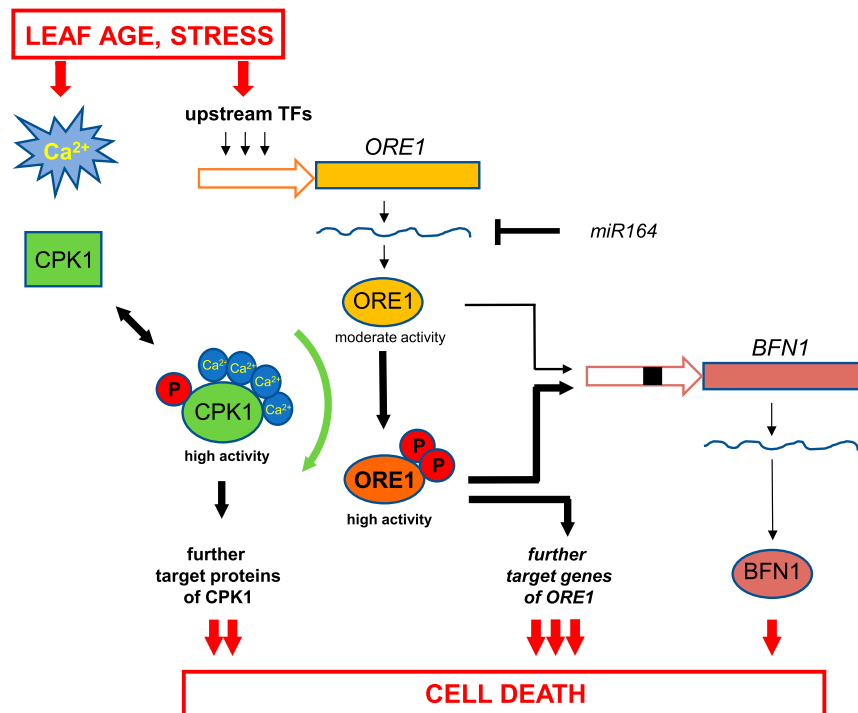 LEAF AGE, STRESS
upstream TFs
Ca2+
ORE1
CPK1
miR164
ORE1
moderate activity
BFN1
Ca2+
Ca2+
Ca2+
Ca2+
P
CPK1
high activity
P
P
ORE1
high activity
further
target proteins
of CPK1
further
target genes
of ORE1
BFN1
CELL DEATH